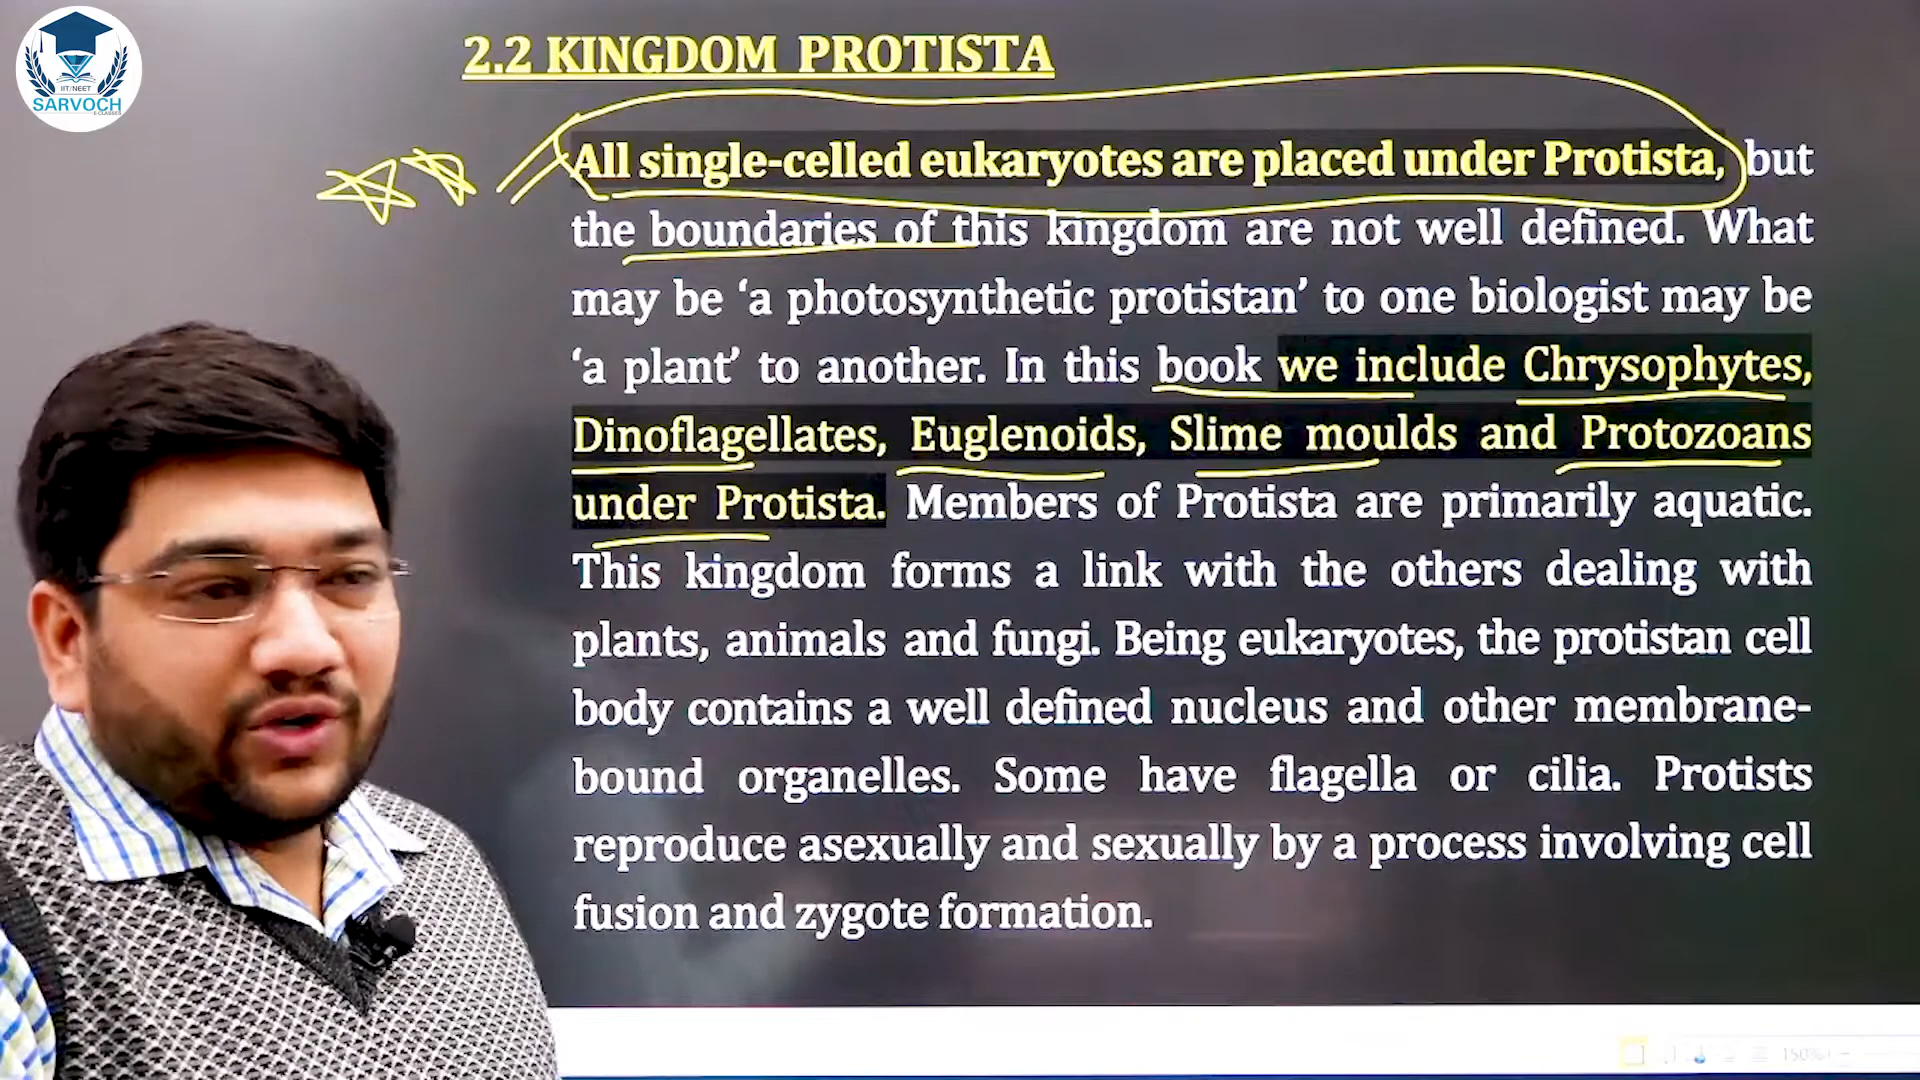 IIT/NEET
SARVOCH
E-CLASSES
2.2 KINGDOM PROTISTA
All single-celled eukaryotes are placed under Protista, but
the boundaries of this kingdom are not well defined. What
may be ‘a photosynthetic protistan’ to one biologist may be
‘a plant’ to another. In this book we include Chrysophytes,
Dinoflagellates, Euglenoids, Slime moulds and Protozoans
under Protista. Members of Protista are primarily aquatic.
This kingdom forms a link with the others dealing with
plants, animals and fungi. Being eukaryotes, the protistan cell
body contains a well defined nucleus and other membrane-
bound organelles. Some have flagella or cilia. Protists
reproduce asexually and sexually by a process involving cell
fusion and zygote formation.
150%